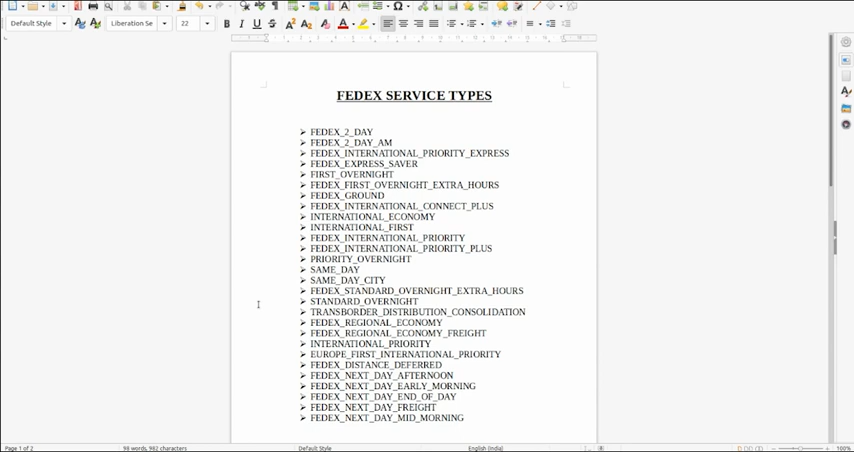 Default Style
Liberation Se
22
FEDEX SERVICE TYPES
➢ FEDEX_2_DAY
➢ FEDEX_2_DAY_AM
➢ FEDEX_INTERNATIONAL_PRIORITY_EXPRESS
➢ FEDEX_EXPRESS_SAVER
➢ FIRST_OVERNIGHT
➢ FEDEX_FIRST_OVERNIGHT_EXTRA_HOURS
➢ FEDEX_GROUND
➢ FEDEX_INTERNATIONAL_CONNECT_PLUS
➢ INTERNATIONAL_ECONOMY
➢ INTERNATIONAL_FIRST
➢ FEDEX_INTERNATIONAL_PRIORITY
➢ FEDEX_INTERNATIONAL_PRIORITY_PLUS
➢ PRIORITY_OVERNIGHT
➢ SAME_DAY
➢ SAME_DAY_CITY
➢ FEDEX_STANDARD_OVERNIGHT_EXTRA_HOURS
➢ STANDARD_OVERNIGHT
➢ TRANSBORDER_DISTRIBUTION_CONSOLIDATION
➢ FEDEX_REGIONAL_ECONOMY
➢ FEDEX_REGIONAL_ECONOMY_FREIGHT
➢ INTERNATIONAL_PRIORITY
➢ EUROPE_FIRST_INTERNATIONAL_PRIORITY
➢ FEDEX_DISTANCE_DEFERRED
➢ FEDEX_NEXT_DAY_AFTERNOON
➢ FEDEX_NEXT_DAY_EARLY_MORNING
➢ FEDEX_NEXT_DAY_END_OF_DAY
➢ FEDEX_NEXT_DAY_FREIGHT
➢ FEDEX_NEXT_DAY_MID_MORNING
Page 1 of 2
98 words, 982 characters
Default Style
English (India)
100%